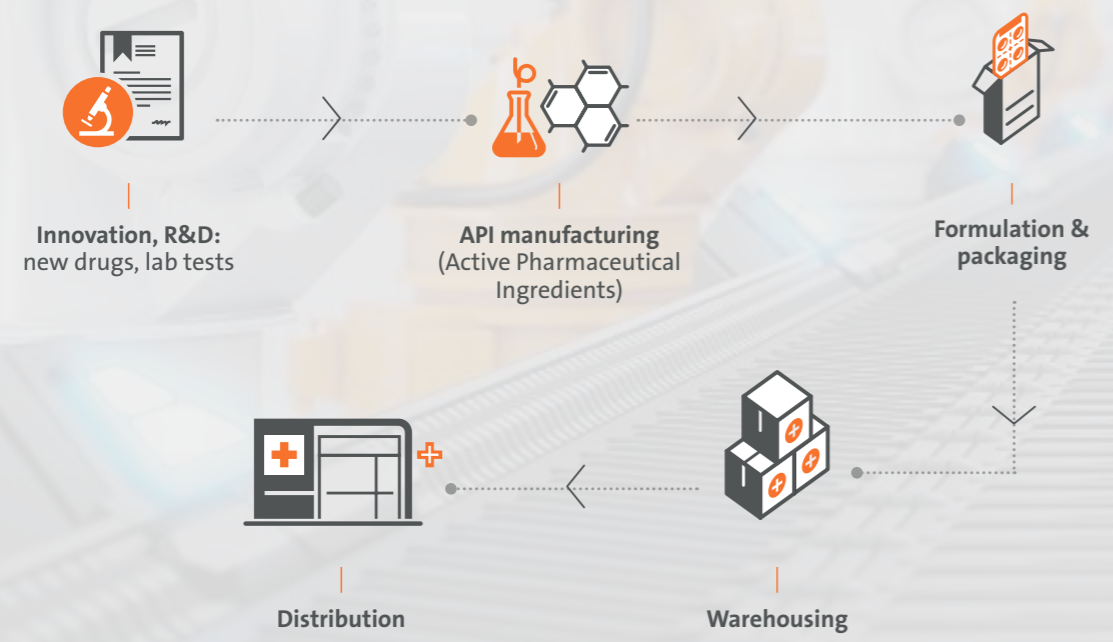 Innovation, R&D:
new drugs, lab tests
API manufacturing
(Active Pharmaceutical
Ingredients)
Formulation &
packaging
Distribution
Warehousing